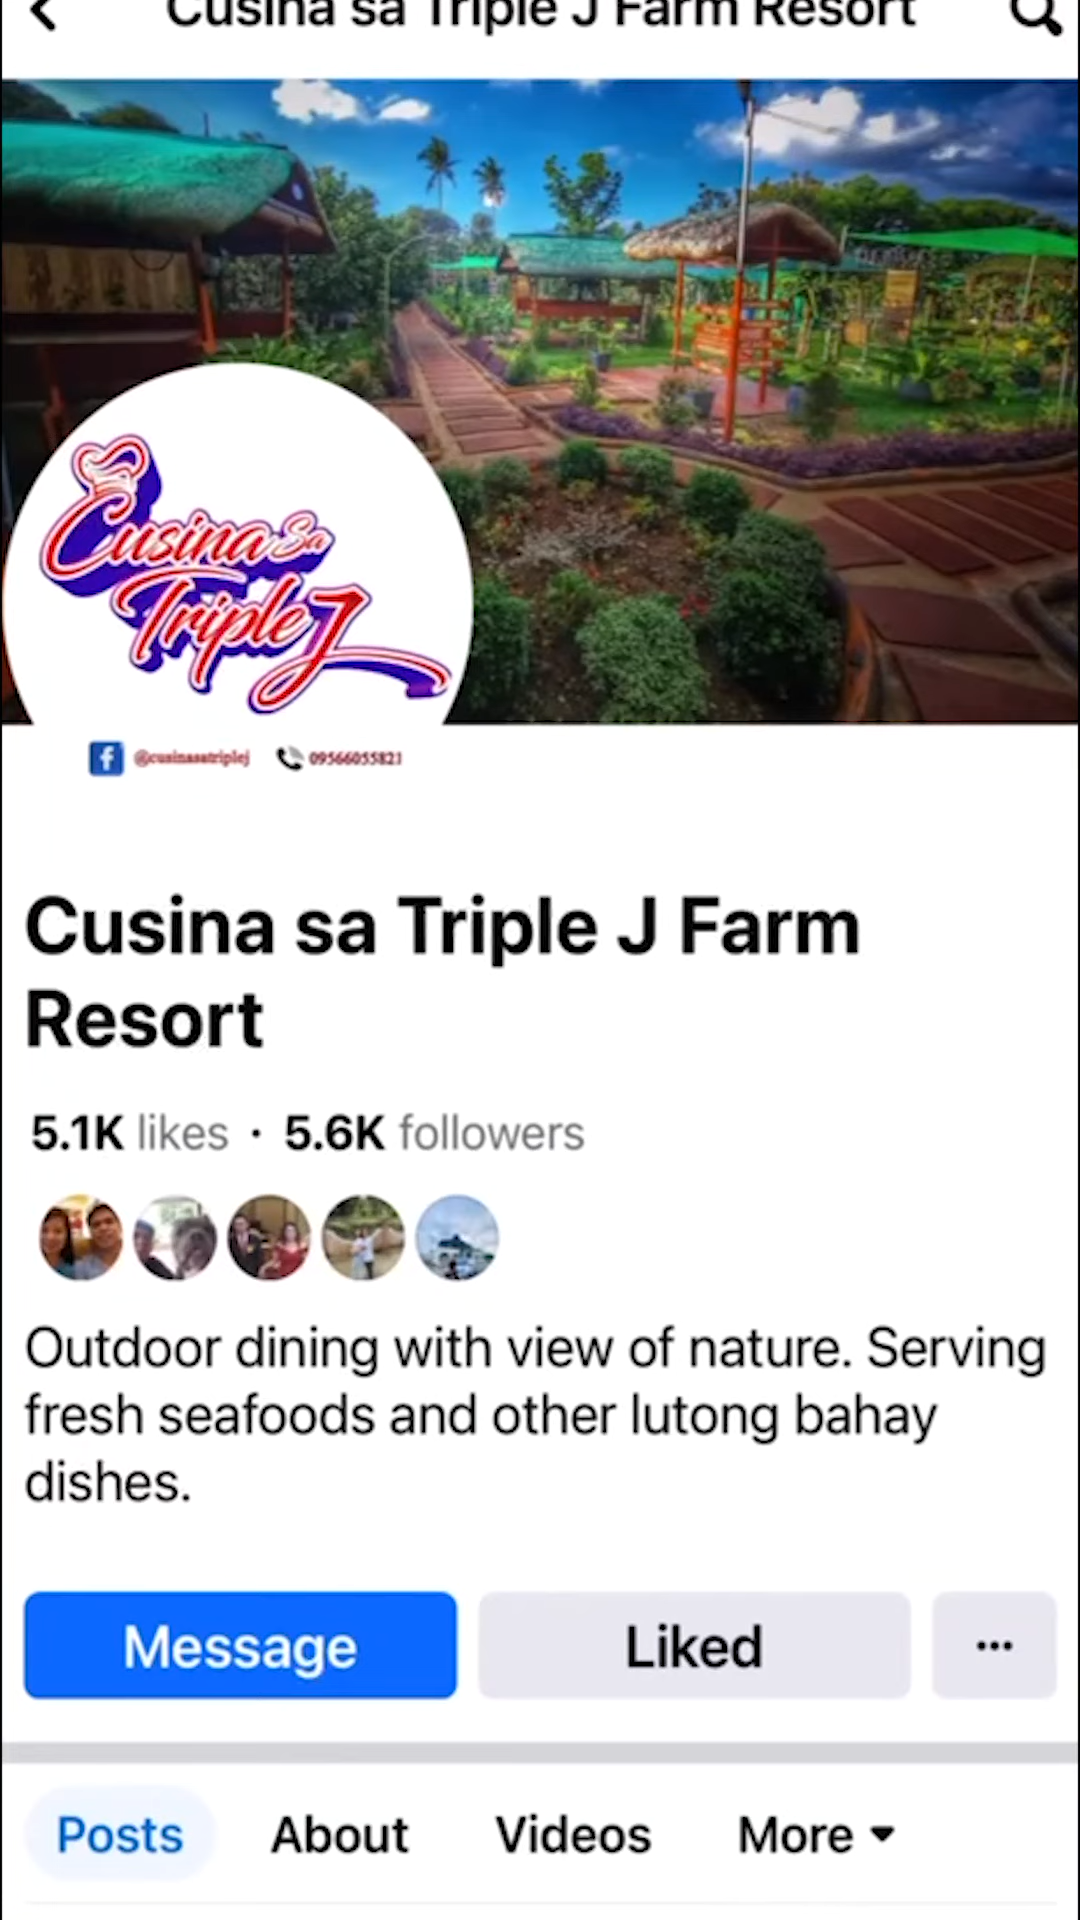 Cusina sa Triple J Farm Resort
Cusina Sa
Triple J
@cusinasatriplej 09566055821
Cusina sa Triple J Farm
Resort
5.1K likes · 5.6K followers
Outdoor dining with view of nature. Serving
fresh seafoods and other lutong bahay
dishes.
Message Liked ...
Posts About Videos More